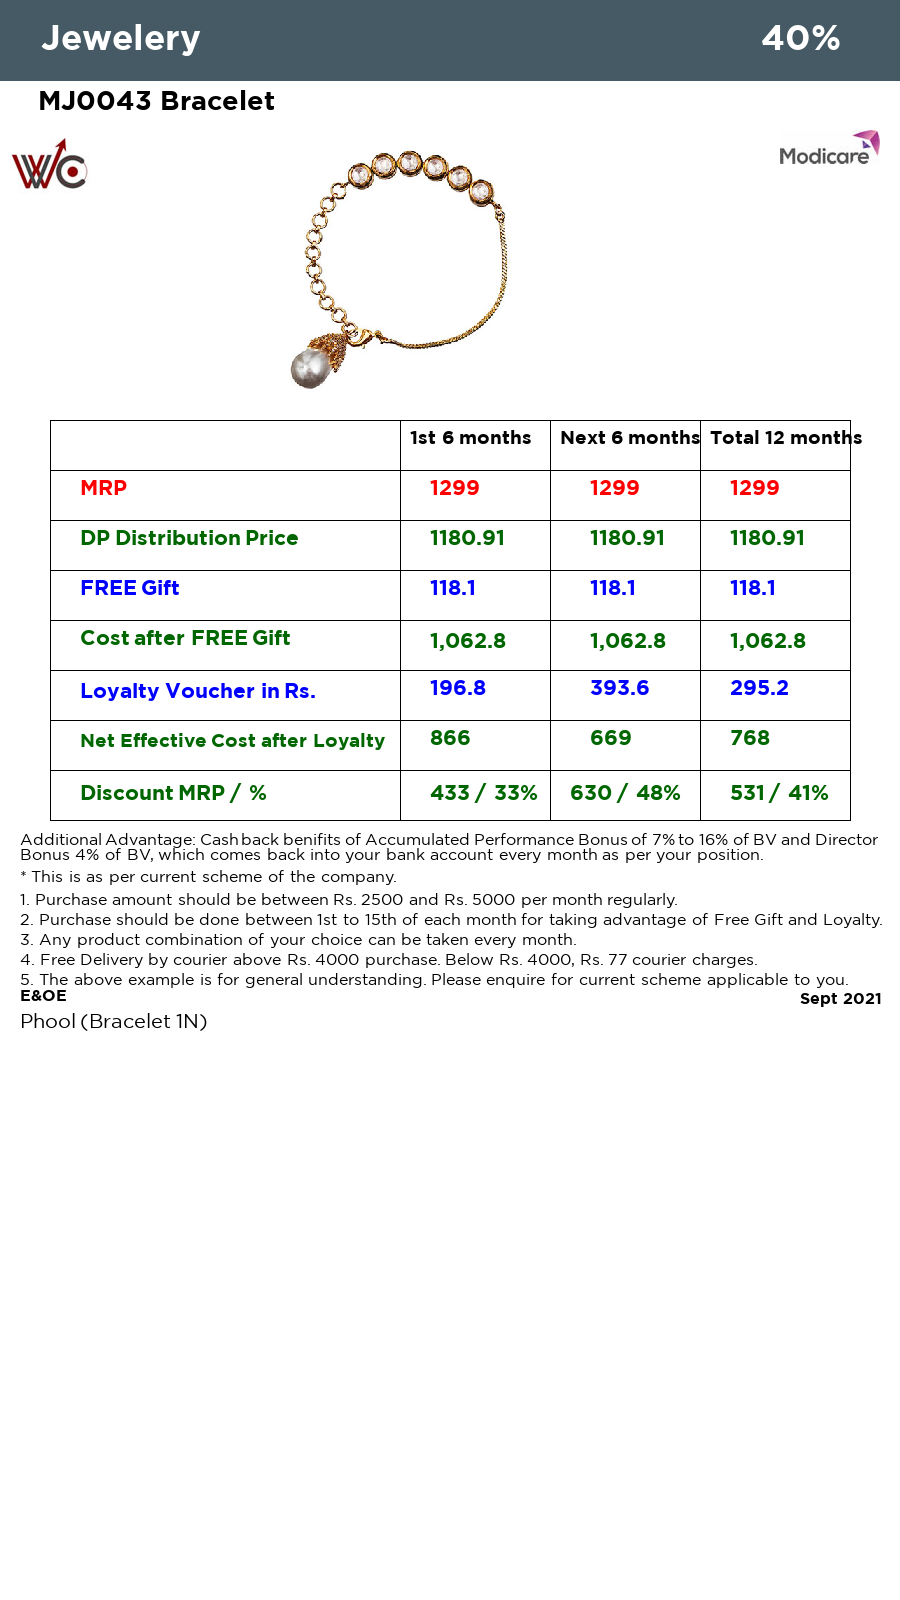 Jewelery 40%
MJ0043 Bracelet
WC
Modicare
1st 6 months Next 6 months Total 12 months
MRP 1299 1299 1299
DP Distribution Price 1180.91 1180.91 1180.91
FREE Gift 118.1 118.1 118.1
Cost after FREE Gift 1,062.8 1,062.8 1,062.8
Loyalty Voucher in Rs. 196.8 393.6 295.2
Net Effective Cost after Loyalty 866 669 768
Discount MRP / % 433 / 33% 630 / 48% 531 / 41%
Additional Advantage: Cashback benifits of Accumulated Performance Bonus of 7% to 16% of BV and Director
Bonus 4% of BV, which comes back into your bank account every month as per your position.
* This is as per current scheme of the company.
1. Purchase amount should be between Rs. 2500 and Rs. 5000 per month regularly.
2. Purchase should be done between 1st to 15th of each month for taking advantage of Free Gift and Loyalty.
3. Any product combination of your choice can be taken every month.
4. Free Delivery by courier above Rs. 4000 purchase. Below Rs. 4000, Rs. 77 courier charges.
5. The above example is for general understanding. Please enquire for current scheme applicable to you.
E&OE
Sept 2021
Phool (Bracelet 1N)